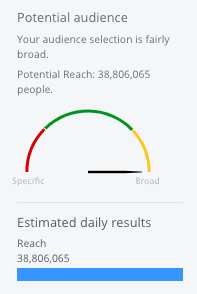 Potential audience
Your audience selection is fairly
broad.
Potential Reach: 38,806,065
people.
Specific
Broad
Estimated daily results
Reach
38,806,065